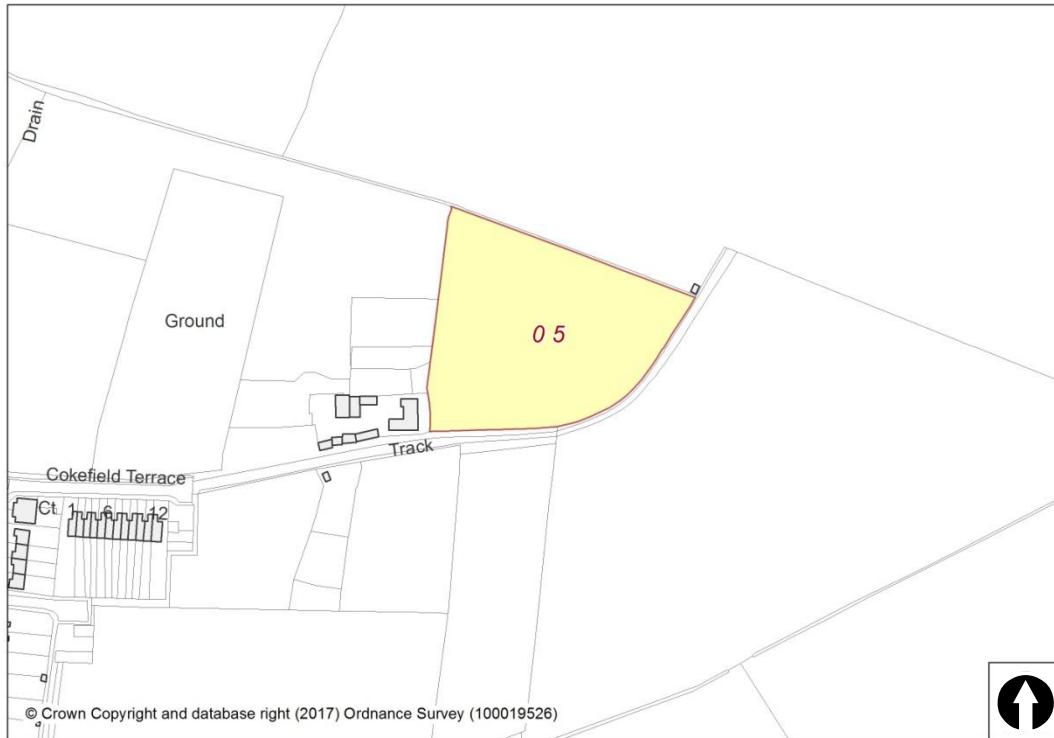 Drain
Ground
0 5
Track
Cokefield Terrace
Ct 1 6 12
© Crown Copyright and database right (2017) Ordnance Survey (100019526)